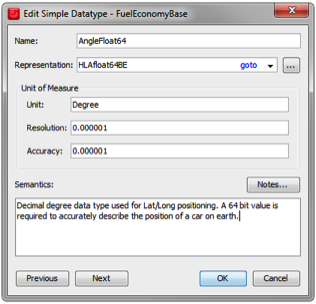 Edit Simple Datatype - FuelEconomyBase
Name: AngleFloat64
Representation: HLAfloat64BE goto ...
Unit of Measure
Unit: Degree
Resolution: 0.000001
Accuracy: 0.000001
Semantics: Notes...
Decimal degree data type used for Lat/Long positioning. A 64 bit value is
required to accurately describe the position of a car on earth.
Previous Next OK Cancel